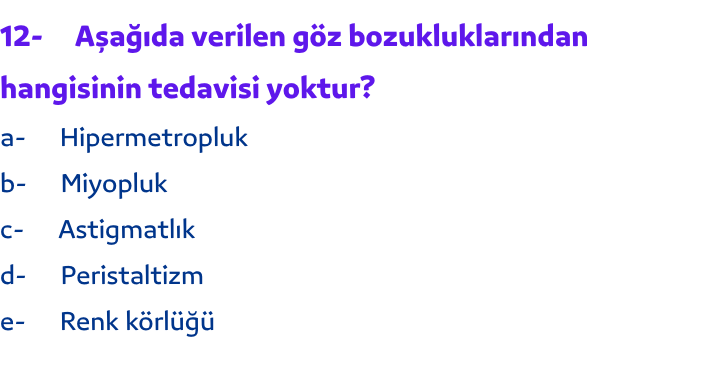 12- Aşağıda verilen göz bozukluklarından
hangisinin tedavisi yoktur?
a- Hipermetropluk
b- Miyopluk
c- Astigmatlık
d- Peristaltizm
e- Renk körlüğü